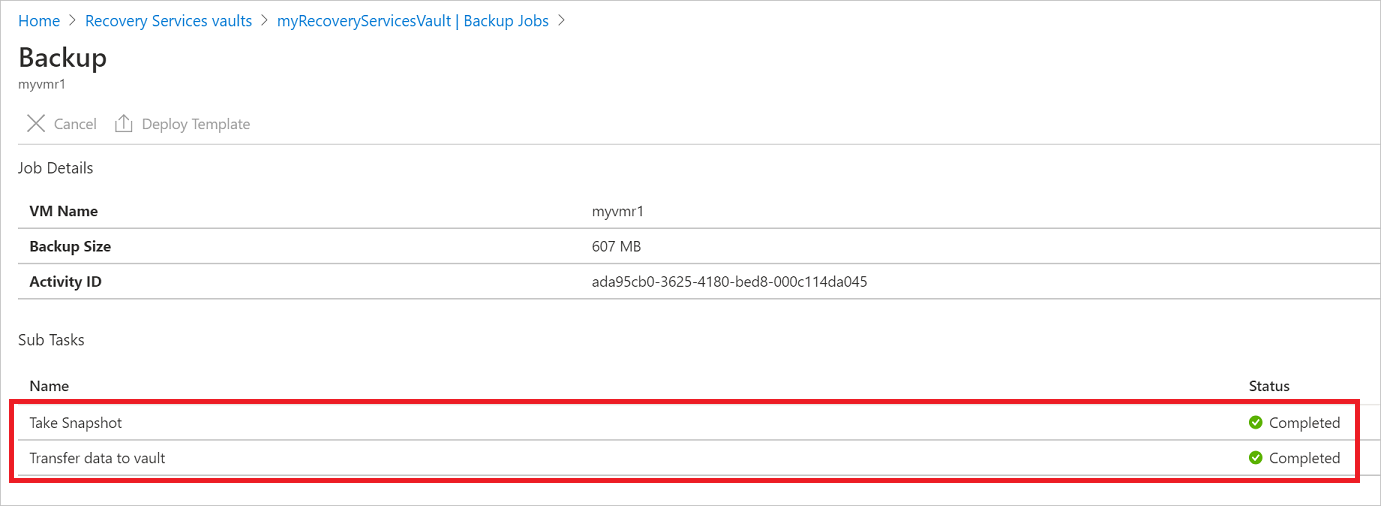 Home > Recovery Services vaults > myRecoveryServicesVault | Backup Jobs >
Backup
myvmr1
Cancel Deploy Template
Job Details
VM Name myvmr1
Backup Size 607 MB
Activity ID ada95cb0-3625-4180-bed8-000c114da045
Sub Tasks
Name Status
Take Snapshot Completed
Transfer data to vault Completed